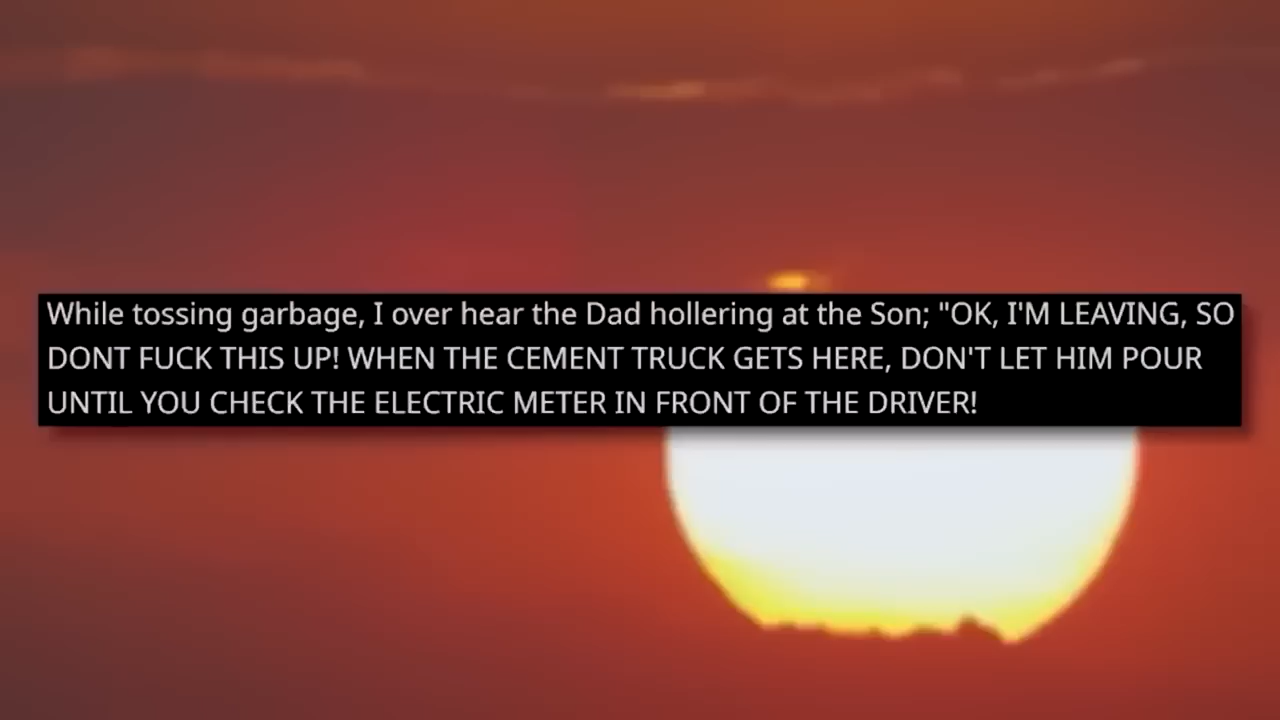 While tossing garbage, I over hear the Dad hollering at the Son; "OK, I'M LEAVING, SO
DONT FUCK THIS UP! WHEN THE CEMENT TRUCK GETS HERE, DON'T LET HIM POUR
UNTIL YOU CHECK THE ELECTRIC METER IN FRONT OF THE DRIVER!